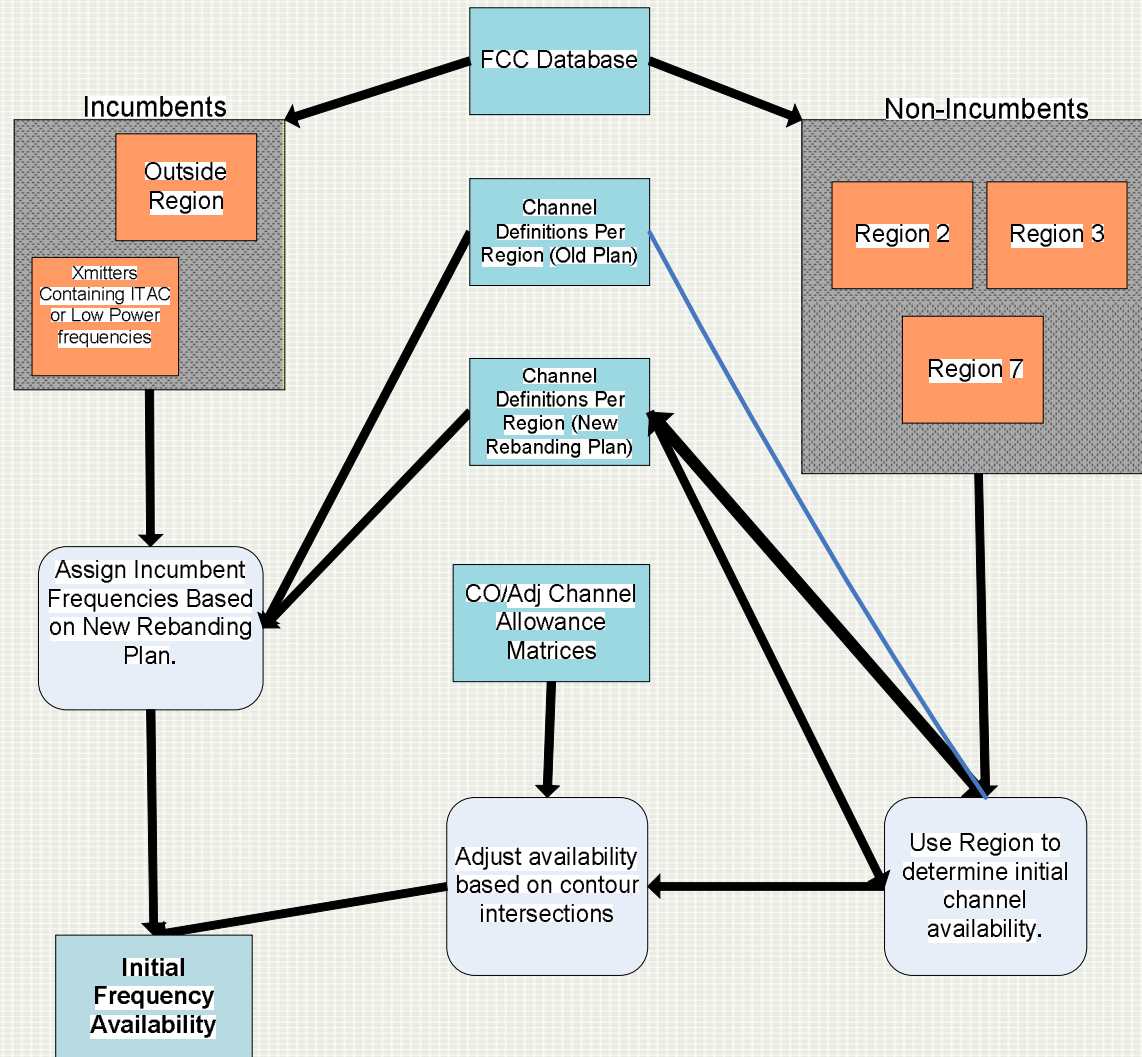 FCC Database
Incumbents
Non-Incumbents
Outside
Region
Xmitters
Containing ITAC
or Low Power
frequencies
Region 2
Region 3
Region 7
Channel
Definitions Per
Region (Old Plan)
Channel
Definitions Per
Region (New
Rebanding Plan)
Assign Incumbent
Frequencies Based
on New Rebanding
Plan.
CO/Adj Channel
Allowance
Matrices
Adjust availability
based on contour
intersections
Use Region to
determine initial
channel
availability.
Initial
Frequency
Availability